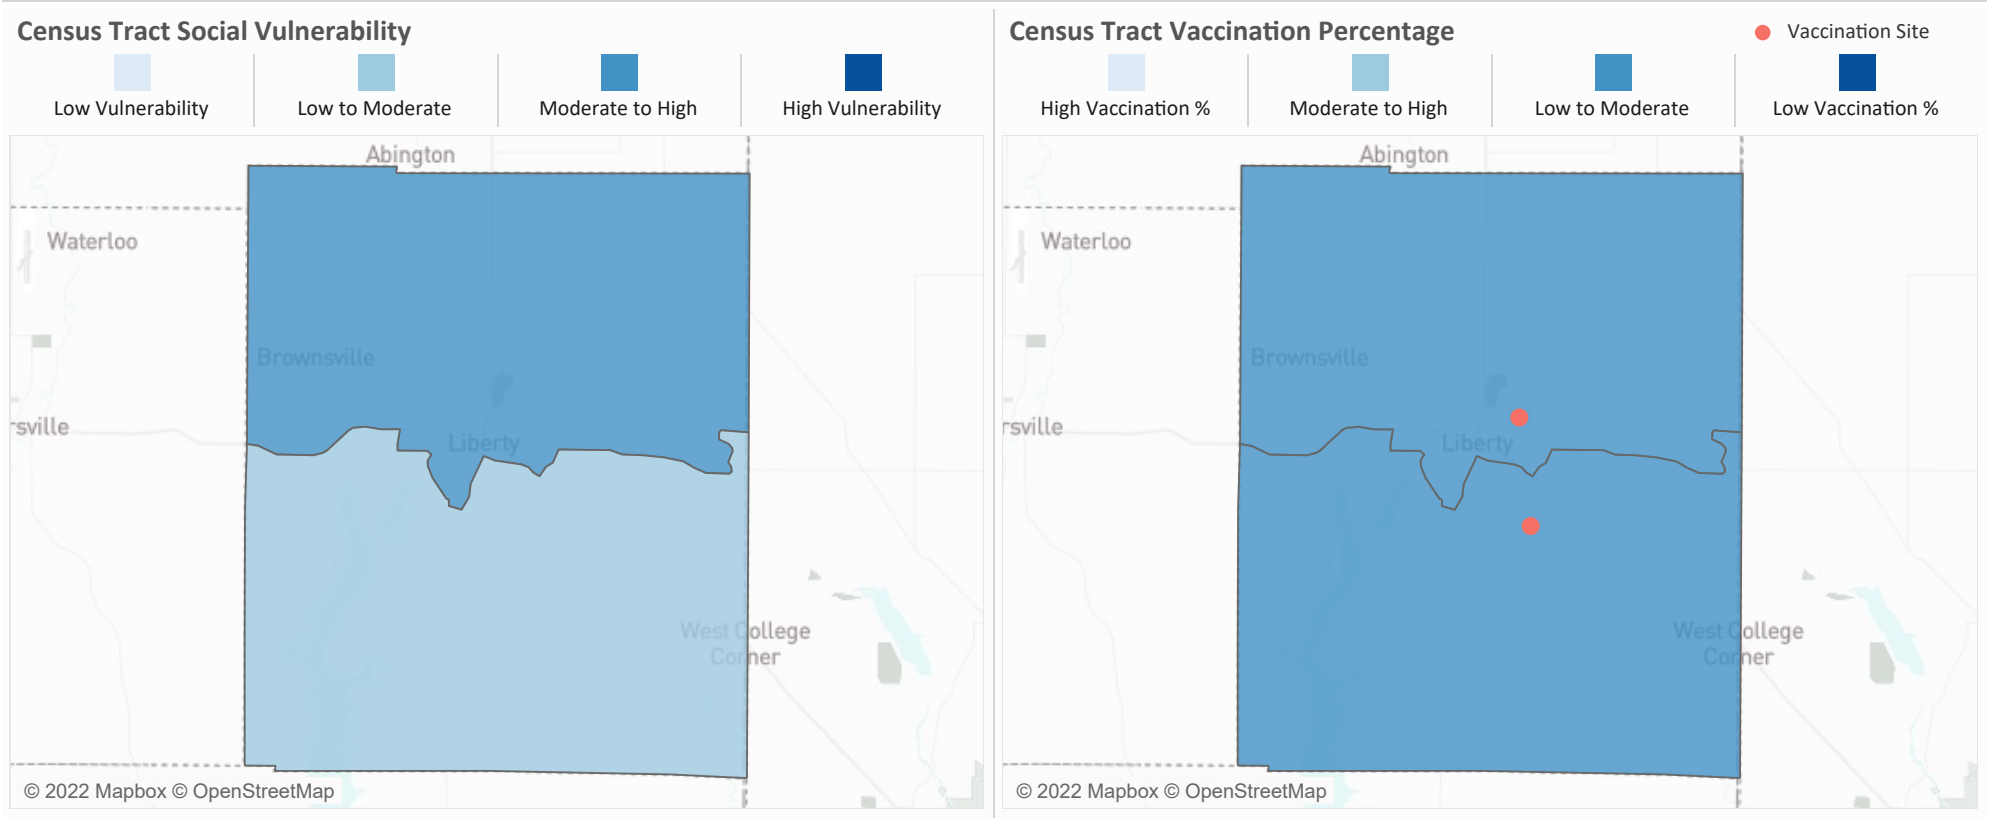 Census Tract Social Vulnerability
Low Vulnerability
Low to Moderate
Moderate to High
High Vulnerability
Abington
Waterloo
Brownsville
rsville
Liberty
West College
Corner
© 2022 Mapbox © OpenStreetMap
Census Tract Vaccination Percentage
Vaccination Site
High Vaccination %
Moderate to High
Low to Moderate
Low Vaccination %
Abington
Waterloo
Brownsville
rsville
Liberty
West College
Corner
© 2022 Mapbox © OpenStreetMap